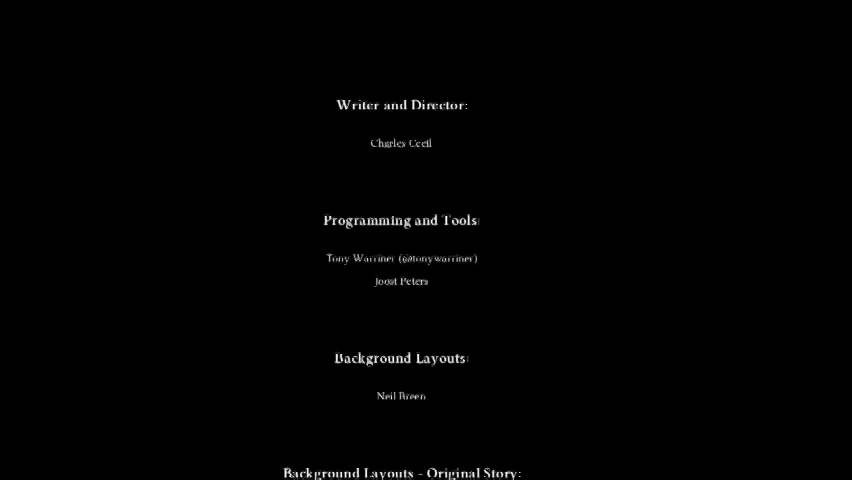 Writer and Director:
Charles Cecil
Programming and Tools:
Tony Warriner (@tonywarriner)
Joost Peters
Background Layouts:
Neil Breen
Background Layouts - Original Story: